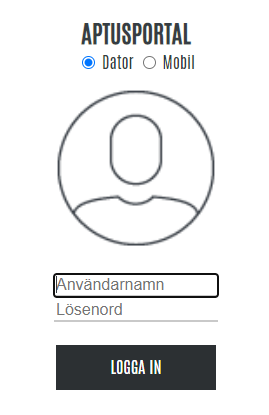 APTUSPORTAL
Dator Mobil
Användarnamn
Lösenord
LOGGA IN